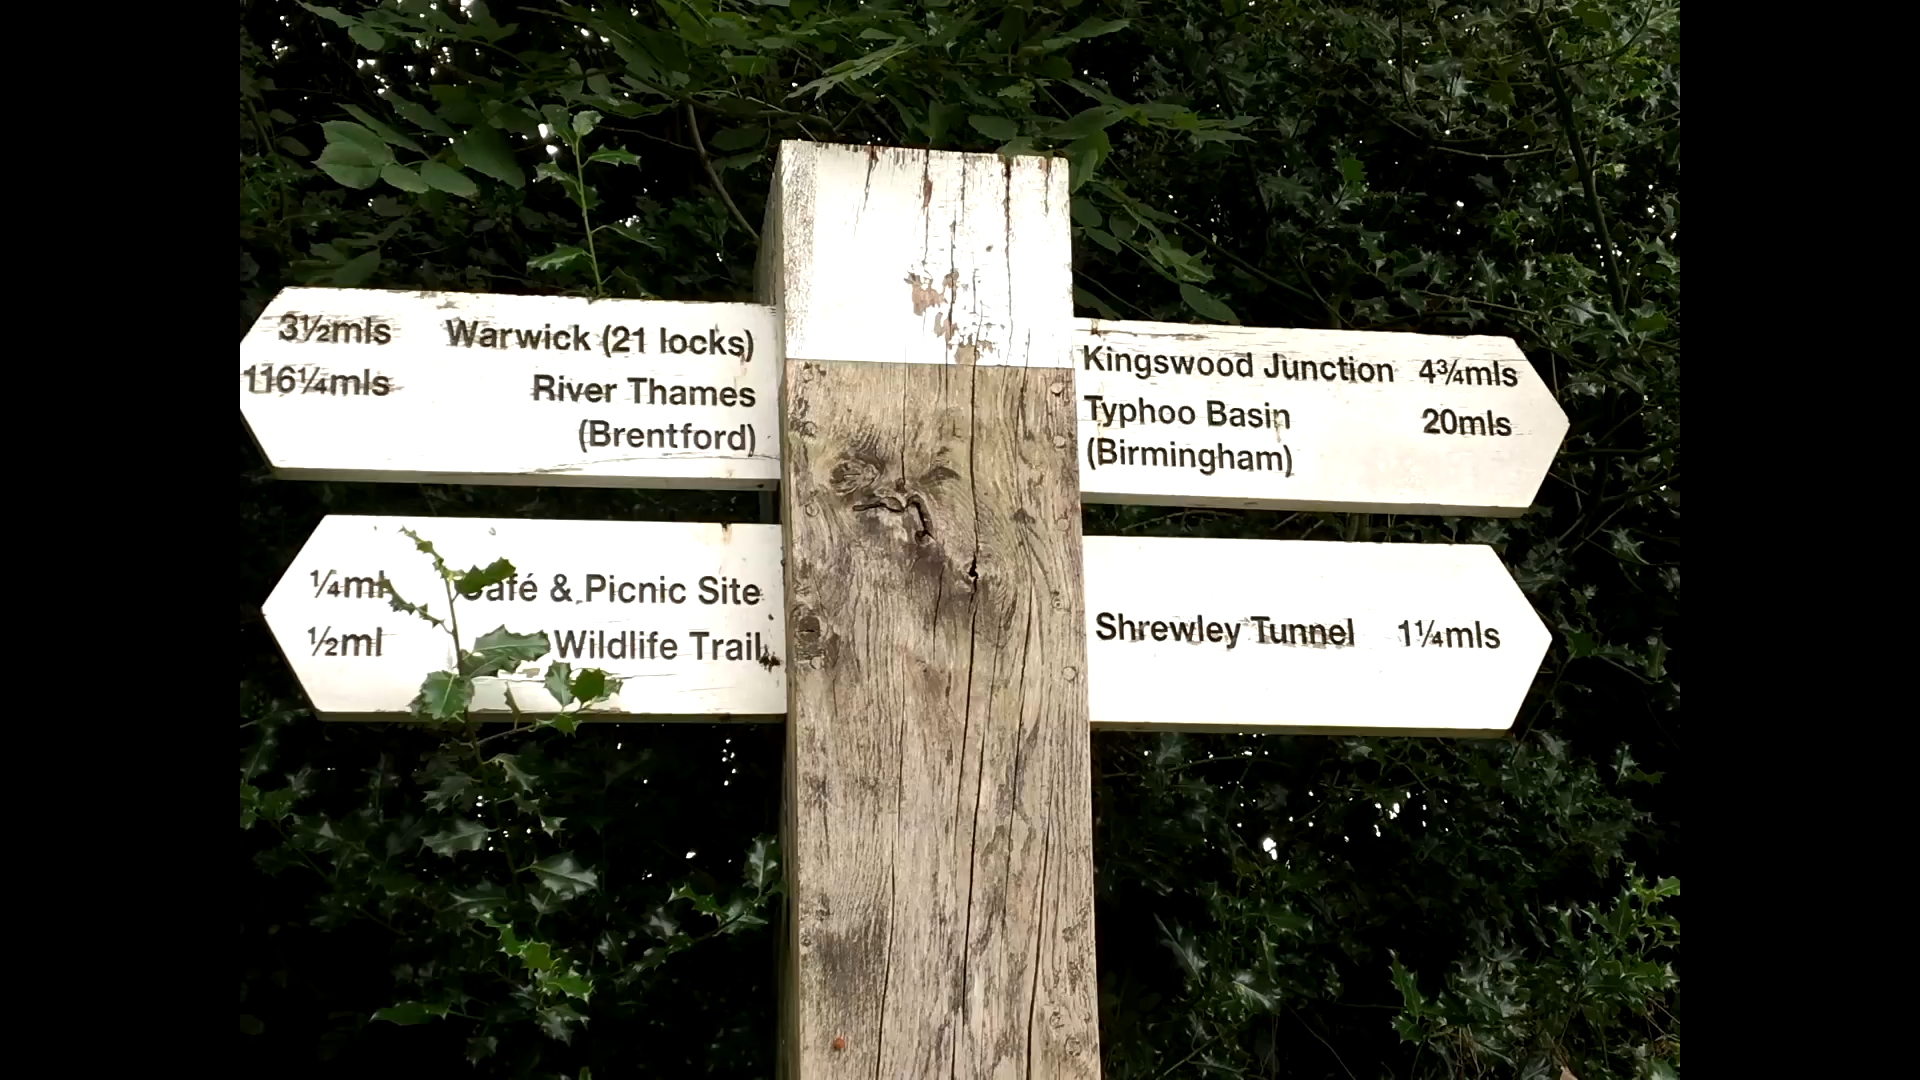 3½mls Warwick (21 locks)
116¼mls River Thames
(Brentford)
Kingswood Junction 4¾mls
Typhoo Basin 20mls
(Birmingham)
¼ml Café & Picnic Site
½ml Wildlife Trail
Shrewley Tunnel 1¼mls